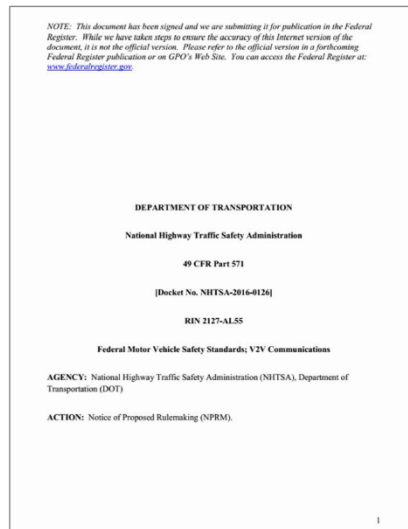 NOTE: This document has been signed and we are submitting it for publication in the Federal
Register. While we have taken steps to ensure the accuracy of this Internet version of the
document, it is not the official version. Please refer to the official version in a forthcoming
Federal Register publication or on GPO's Web Site. You can access the Federal Register at:
www.federalregister.gov.
DEPARTMENT OF TRANSPORTATION
National Highway Traffic Safety Administration
49 CFR Part 571
[Docket No. NHTSA-2016-0126]
RIN 2127-AL55
Federal Motor Vehicle Safety Standards; V2V Communications
AGENCY: National Highway Traffic Safety Administration (NHTSA), Department of
Transportation (DOT)
ACTION: Notice of Proposed Rulemaking (NPRM).
1